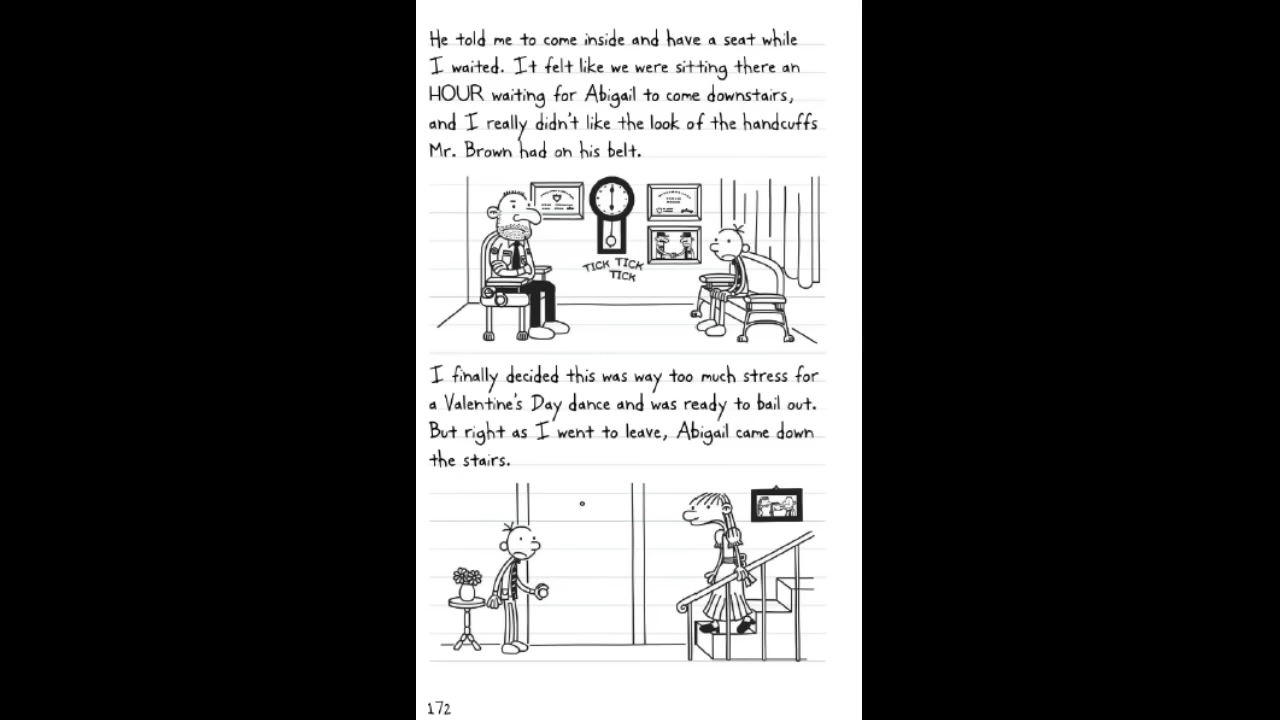 He told me to come inside and have a seat while
I waited. It felt like we were sitting there an
HOUR waiting for Abigail to come downstairs,
and I really didn't like the look of the handcuffs
Mr. Brown had on his belt.
TICK TICK
TICK
I finally decided this was way too much stress for
a Valentine's Day dance and was ready to bail out.
But right as I went to leave, Abigail came down
the stairs.
172